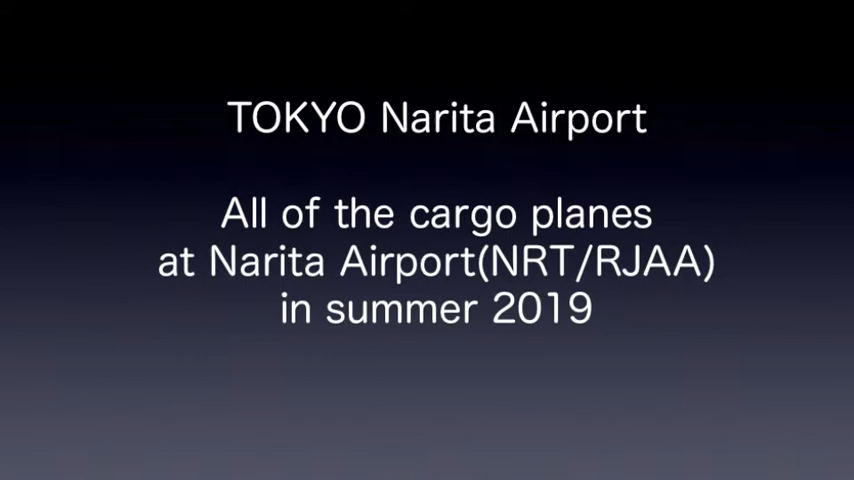 TOKYO Narita Airport
All of the cargo planes
at Narita Airport(NRT/RJAA)
in summer 2019